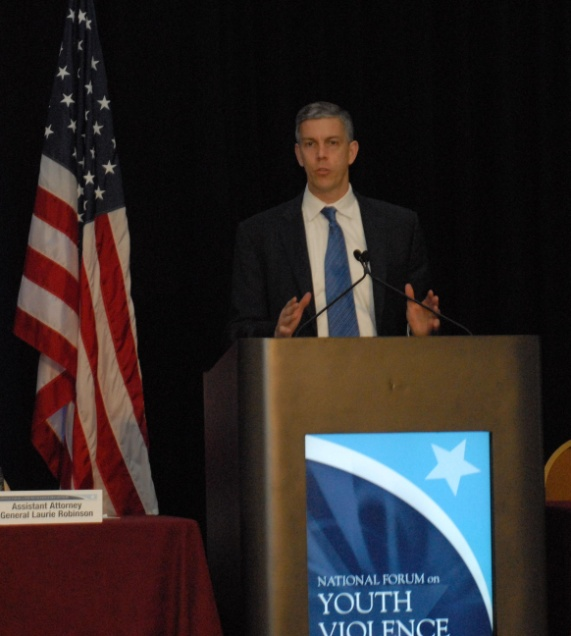 Assistant Attorney
General Laurie Robinson
NATIONAL FORUM on
YOUTH
VIOLENCE